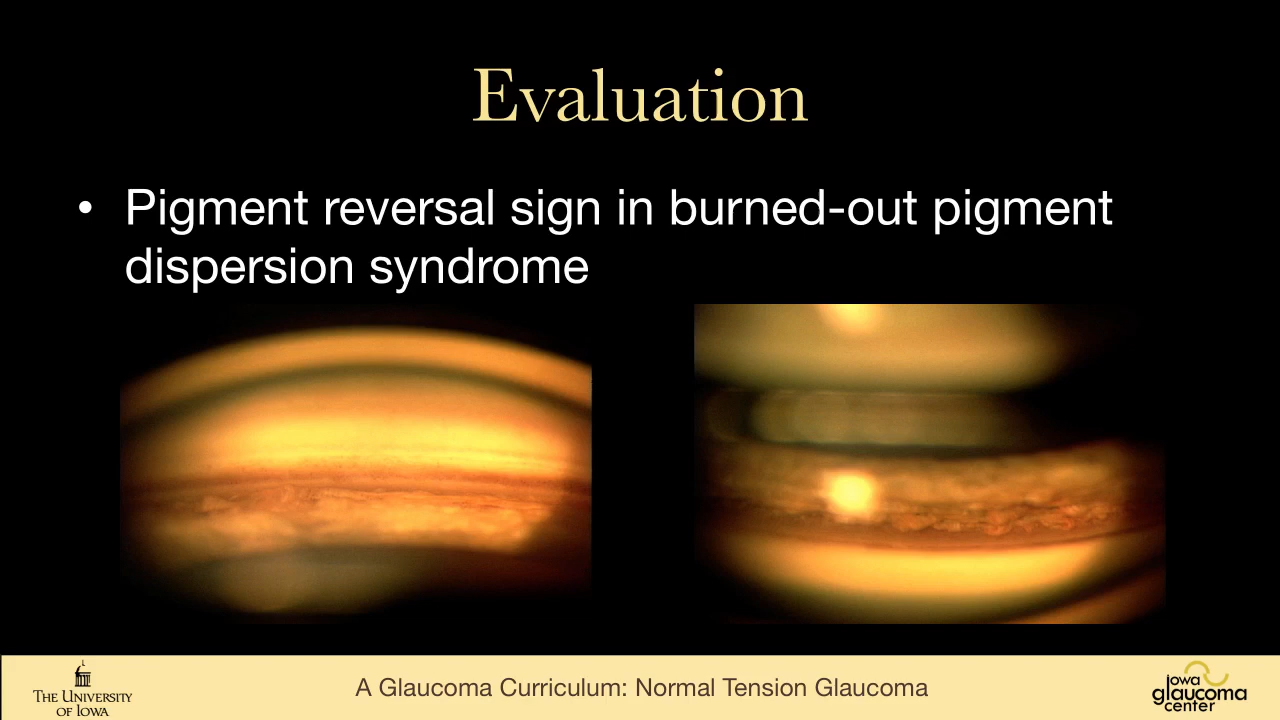 Evaluation
• Pigment reversal sign in burned-out pigment
dispersion syndrome
THE UNIVERSITY
OF IOWA
A Glaucoma Curriculum: Normal Tension Glaucoma
Iowa
glaucoma
center